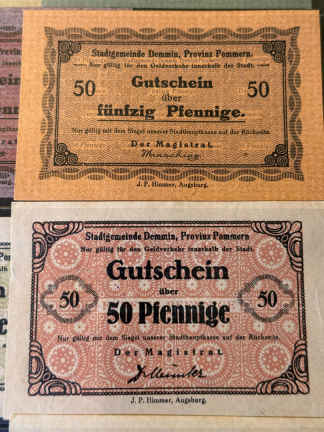 Stadtgemeinde Demmin, Provinz Pommern.
Nur gültig für den Geldverkehr innerhalb der Stadt.
50 Gutschein 50
über
fünfzig Pfennige.
Nur gültig mit dem Siegel unserer Stadthauptkasse auf der Rückseite.
Der Magistrat.
J. P. Himmer, Augsburg.
Stadtgemeinde Demmin, Provinz Pommern
Nur gültig für den Geldverkehr innerhalb der Stadt.
Gutschein
50 über 50
50 Pfennige
Nur gültig mit dem Siegel unserer Stadthauptkasse auf der Rückseite.
Der Magistrat.
J. P. Himmer, Augsburg.